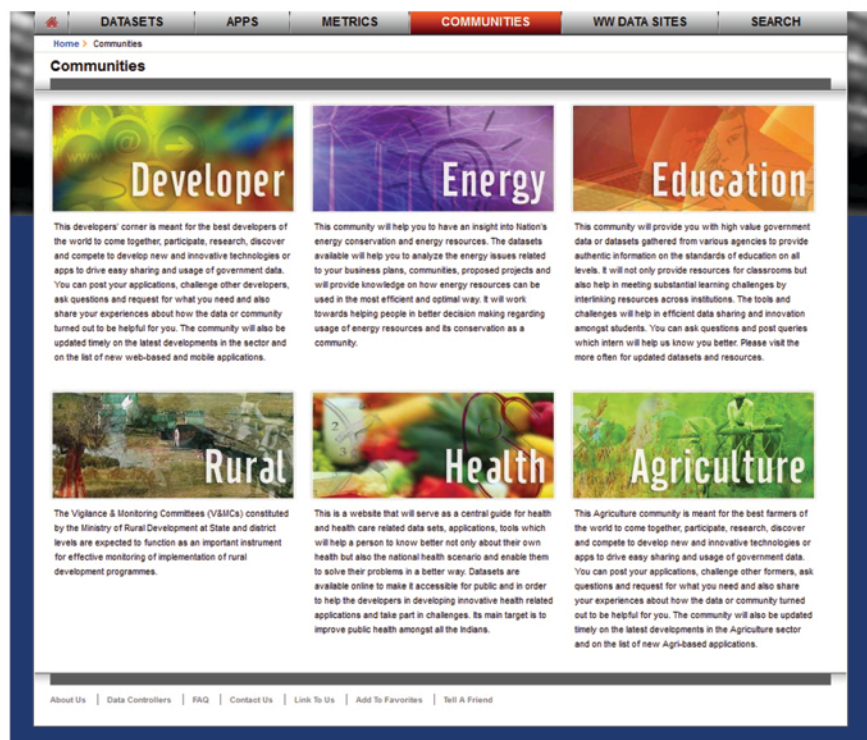 DATASETS APPS METRICS COMMUNITIES WW DATA SITES SEARCH
Home > Communities
Communities
Developer
This developers' corner is meant for the best developers of
the world to come together, participate, research, discover
and compete to develop new and innovative technologies or
apps to drive easy sharing and usage of government data.
You can post your applications, challenge other developers,
ask questions and request for what you need and also
share your experiences about how the data or community
turned out to be helpful for you. The community will also be
updated timely on the latest developments in the sector and
on the list of new web-based and mobile applications.
Energy
This community will help you to have an insight into Nation's
energy conservation and energy resources. The datasets
available will help you to analyze the energy issues related
to your business plans, communities, proposed projects and
will provide knowledge on how energy resources can be
used in the most efficient and optimal way. It will work
towards helping people in better decision making regarding
usage of energy resources and its conservation as a
community.
Education
This community will provide you with high value government
data or datasets gathered from various agencies to provide
authentic information on the standards of education on all
levels. It will not only provide resources for classrooms but
also help in meeting substantial learning challenges by
interlinking resources across institutions. The tools and
challenges will help in efficient data sharing and innovation
amongst students. You can ask questions and post queries
which intern will help us know you better. Please visit the
more often for updated datasets and resources.
Rural
The Vigilance & Monitoring Committees (V&MCs) constituted
by the Ministry of Rural Development at State and district
levels are expected to function as an important instrument
for effective monitoring of implementation of rural
development programmes.
Health
This is a website that will serve as a central guide for health
and health care related data sets, applications, tools which
will help a person to know better not only about their own
health but also the national health scenario and enable them
to solve their problems in a better way. Datasets are
available online to make it accessible for public and in order
to help the developers in developing innovative health related
applications and take part in challenges. Its main target is to
improve public health amongst all the Indians.
Agriculture
This Agriculture community is meant for the best farmers of
the world to come together, participate, research, discover
and compete to develop new and innovative technologies or
apps to drive easy sharing and usage of government data.
You can post your applications, challenge other formers, ask
questions and request for what you need and also share
your experiences about how the data or community turned
out to be helpful for you. The community will also be updated
timely on the latest developments in the Agriculture sector
and on the list of new Agri-based applications.
About Us | Data Controllers | FAQ | Contact Us | Link To Us | Add To Favorites | Tell A Friend